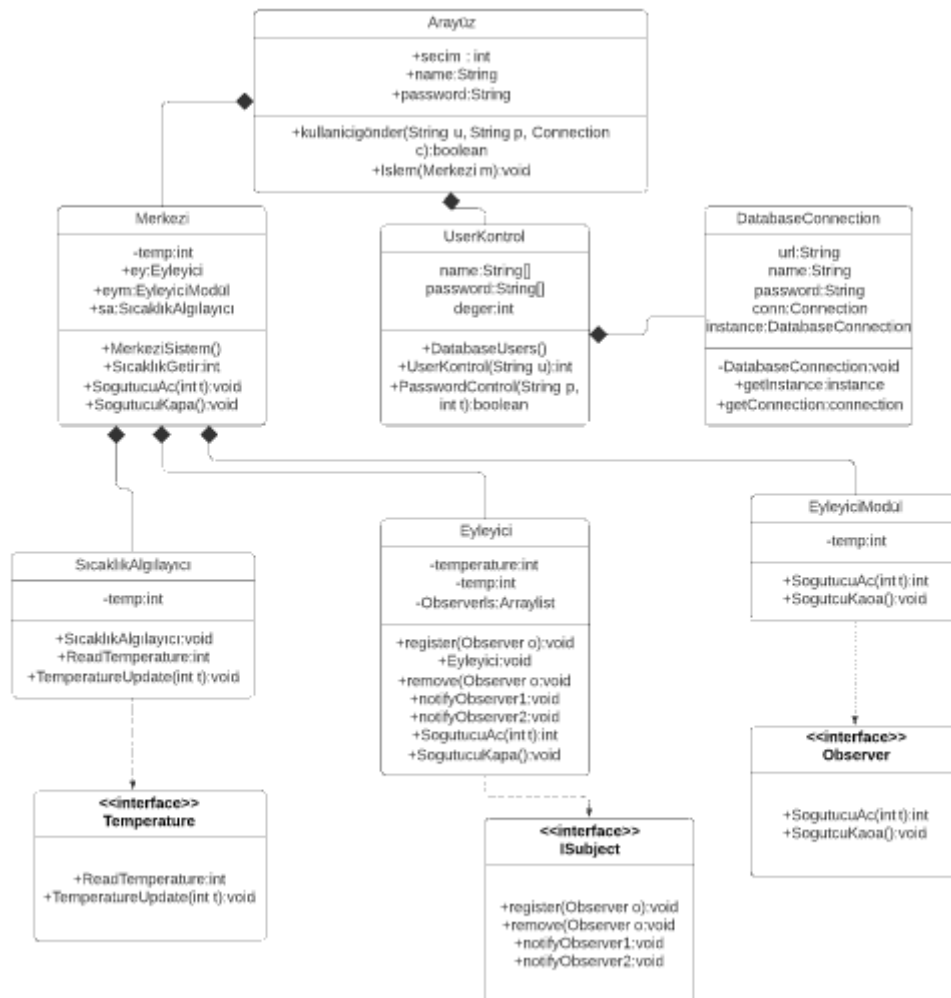 Arayüz
+secim : int
+name:String
+password:String
+kullanicigönder(String u, String p, Connection
c):boolean
+Islem(Merkezi m):void
Merkezi
-temp:int
+ey:Eyleyici
+eym:EyleyiciModül
+sa:SıcaklıkAlgılayıcı
+MerkeziSistem()
+SıcaklıkGetir:int
+SogutucuAc(int t):void
+SogutucuKapa():void
UserKontrol
name:String[]
password:String[]
deger:int
+DatabaseUsers()
+UserKontrol(String u):int
+PasswordControl(String p,
int t):boolean
DatabaseConnection
url:String
name:String
password:String
conn:Connection
instance:DatabaseConnection
-DatabaseConnection:void
+getInstance:instance
+getConnection:connection
SıcaklıkAlgılayıcı
-temp:int
+SıcaklıkAlgılayıcı:void
+ReadTemperature:int
+TemperatureUpdate(int t):void
Eyleyici
-temperature:int
-temp:int
-Observerls:Arraylist
+register(Observer o):void
+Eyleyici:void
+remove(Observer o:void
+notifyObserver1:void
+notifyObserver2:void
+SogutucuAc(int t):int
+SogutucuKapa():void
EyleyiciModül
-temp:int
+SogutucuAc(int t):int
+SogutcuKaoa():void
<<interface>>
Temperature
+ReadTemperature:int
+TemperatureUpdate(int t):void
<<interface>>
ISubject
+register(Observer o):void
+remove(Observer o:void
+notifyObserver1:void
+notifyObserver2:void
<<interface>>
Observer
+SogutucuAc(int t):int
+SogutcuKaoa():void